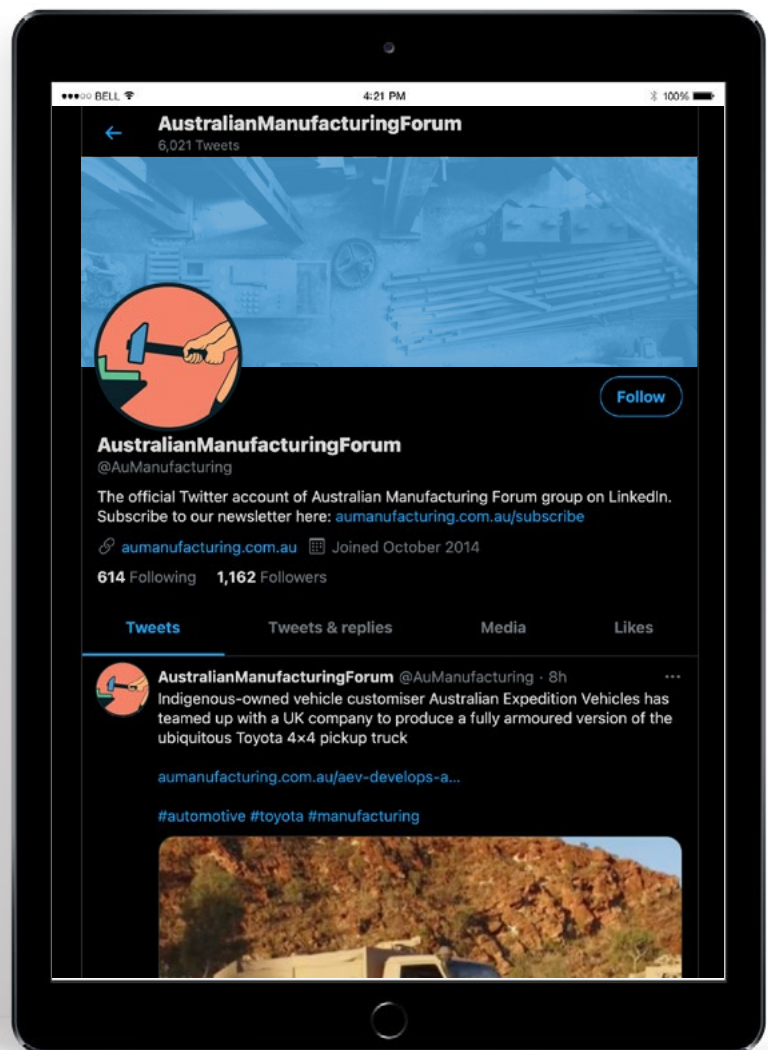 BELL
4:21 PM
100%
AustralianManufacturingForum
6,021 Tweets
Follow
AustralianManufacturingForum
@AuManufacturing
The official Twitter account of Australian Manufacturing Forum group on LinkedIn.
Subscribe to our newsletter here: aumanufacturing.com.au/subscribe
aumanufacturing.com.au Joined October 2014
614 Following 1,162 Followers
Tweets Tweets & replies Media Likes
AustralianManufacturingForum @AuManufacturing · 8h
Indigenous-owned vehicle customiser Australian Expedition Vehicles has
teamed up with a UK company to produce a fully armoured version of the
ubiquitous Toyota 4×4 pickup truck
aumanufacturing.com.au/aev-develops-a...
#automotive #toyota #manufacturing